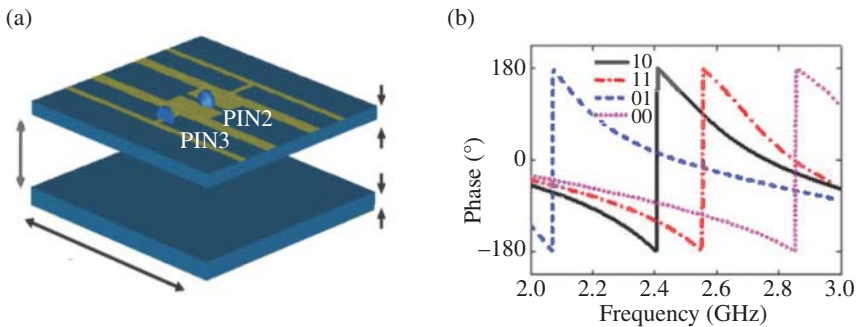 (a)
PIN2
PIN3
(b)
Phase (°)
180
0
−180
10
11
01
00
2.0 2.2 2.4 2.6 2.8 3.0
Frequency (GHz)